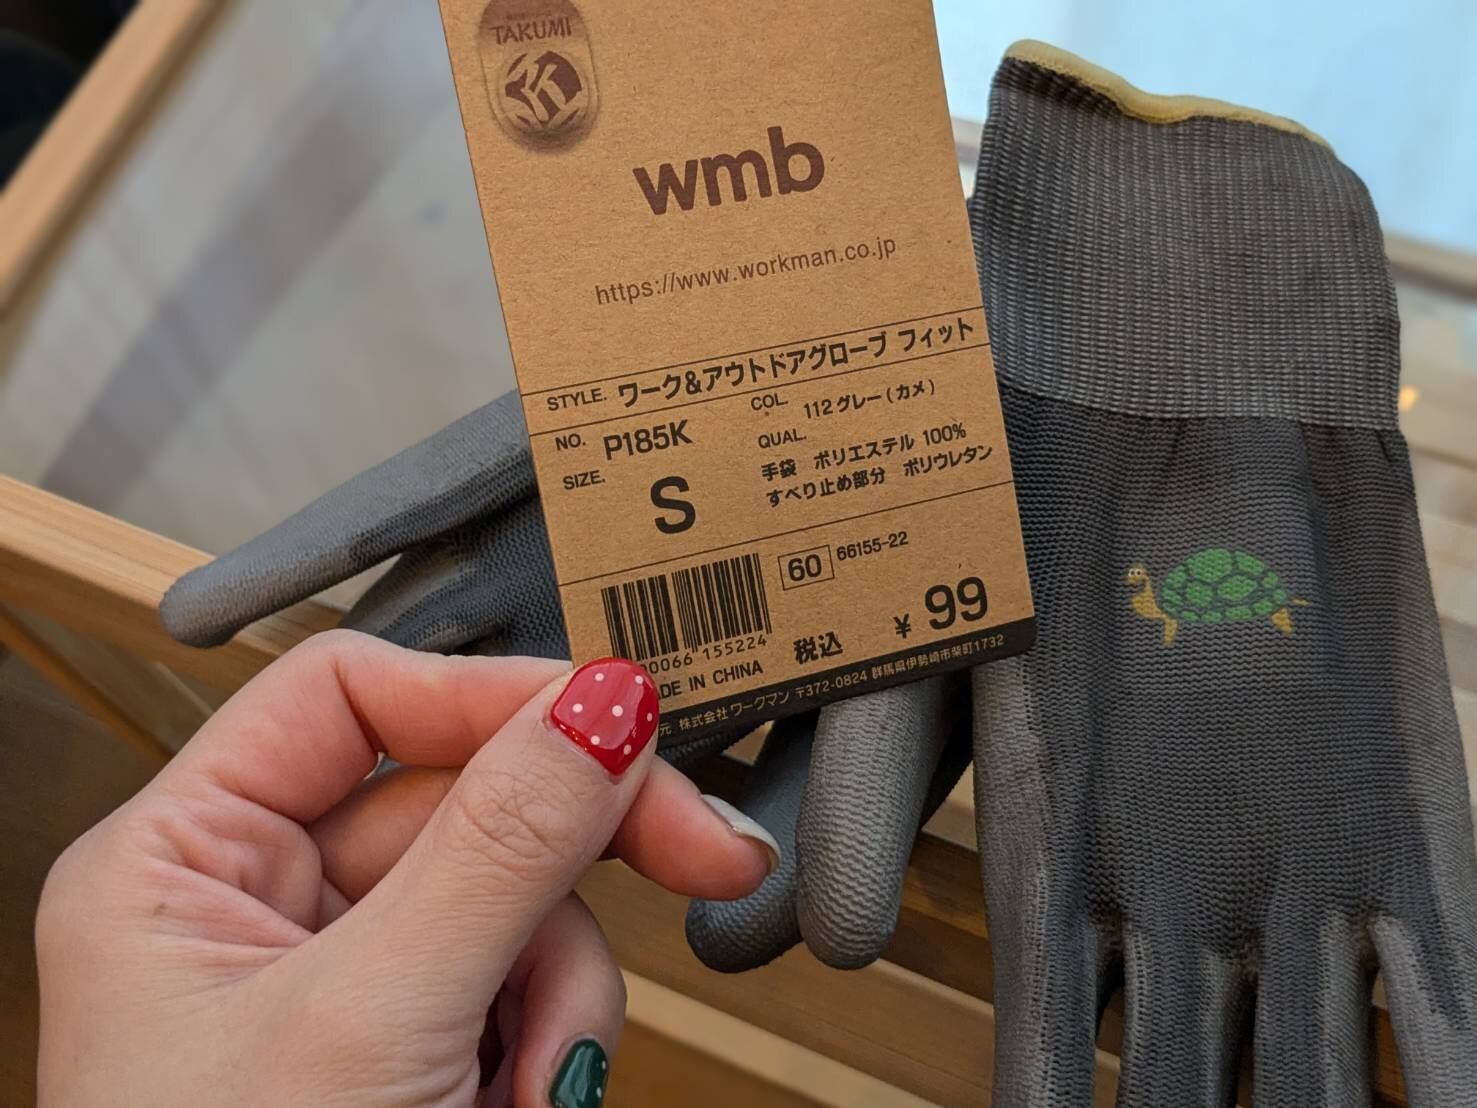 TAKUMI
wmb
https://www.workman.co.jp
STYLE. ワーク&アウトドアグローブ フィット
NO. P185K
COL. 112 グレー(カメ)
SIZE. S
QUAL.
手袋 ポリエステル 100%
すべり止め部分 ポリウレタン
60 66155-22
0066 155224
税込 ¥ 99
IN CHINA
元 株式会社ワークマン 〒372-0824 群馬県伊勢崎市柴町1732